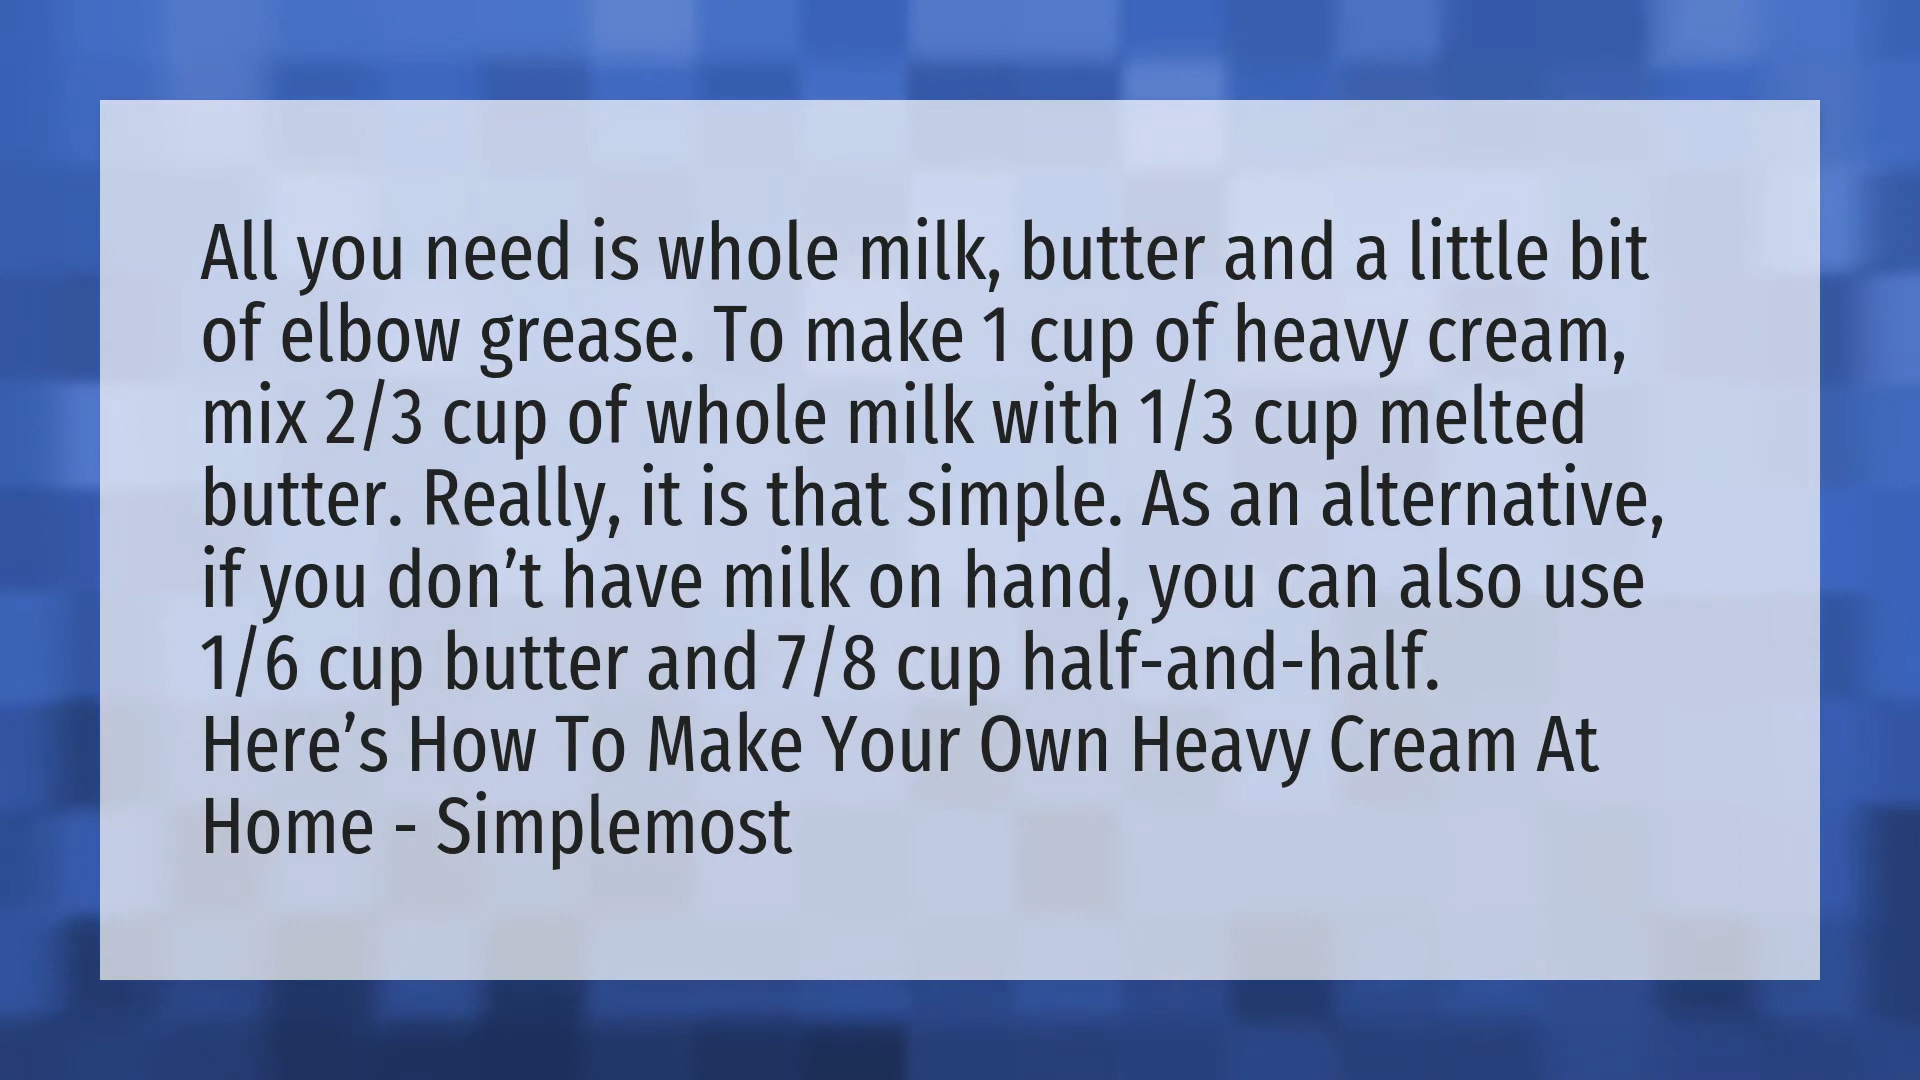 All you need is whole milk, butter and a little bit
of elbow grease. To make 1 cup of heavy cream,
mix 2/3 cup of whole milk with 1/3 cup melted
butter. Really, it is that simple. As an alternative,
if you don’t have milk on hand, you can also use
1/6 cup butter and 7/8 cup half-and-half.
Here’s How To Make Your Own Heavy Cream At
Home - Simplemost